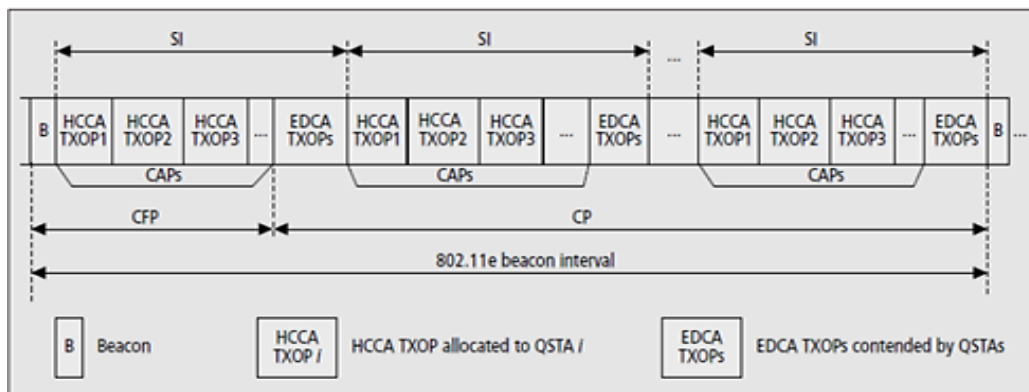 SI SI SI
...
B HCCA TXOP1 HCCA TXOP2 HCCA TXOP3 ... EDCA TXOPs HCCA TXOP1 HCCA TXOP2 HCCA TXOP3 ... EDCA TXOPs ... HCCA TXOP1 HCCA TXOP2 HCCA TXOP3 ... EDCA TXOPs B ...
CAPs CAPs CAPs
CFP CP
802.11e beacon interval
B Beacon HCCA TXOP i HCCA TXOP allocated to QSTA i EDCA TXOPs EDCA TXOPs contended by QSTAs